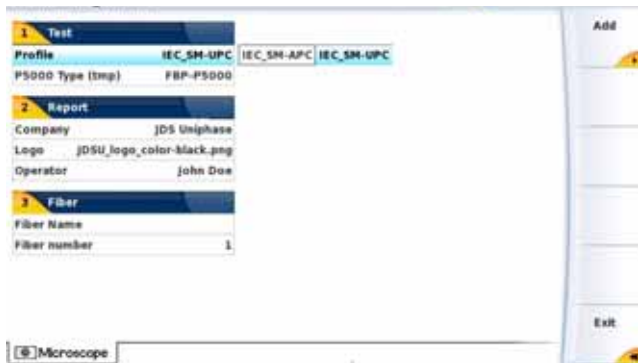 1 Test
Profile IEC_SM-UPC IEC_SM-APC IEC_SM-UPC
P5000 Type (tmp) FBP-P5000
2 Report
Company JDS Uniphase
Logo JDSU_logo_color-black.png
Operator John Doe
3 Fiber
Fiber Name
Fiber number 1
Add
Exit
Microscope